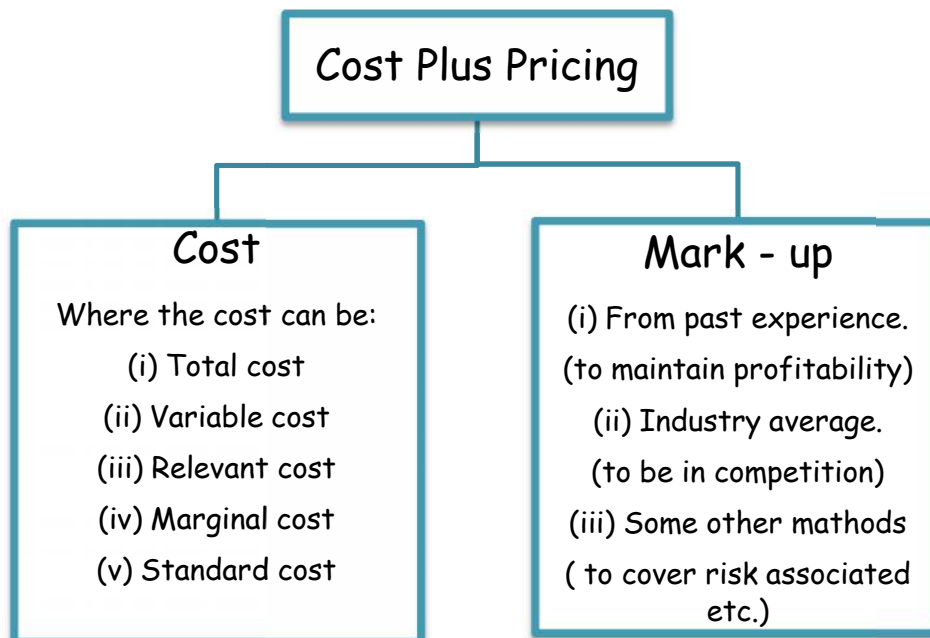 Cost Plus Pricing
Cost
Where the cost can be:
(i) Total cost
(ii) Variable cost
(iii) Relevant cost
(iv) Marginal cost
(v) Standard cost
Mark - up
(i) From past experience.
(to maintain profitability)
(ii) Industry average.
(to be in competition)
(iii) Some other mathods
( to cover risk associated
etc.)